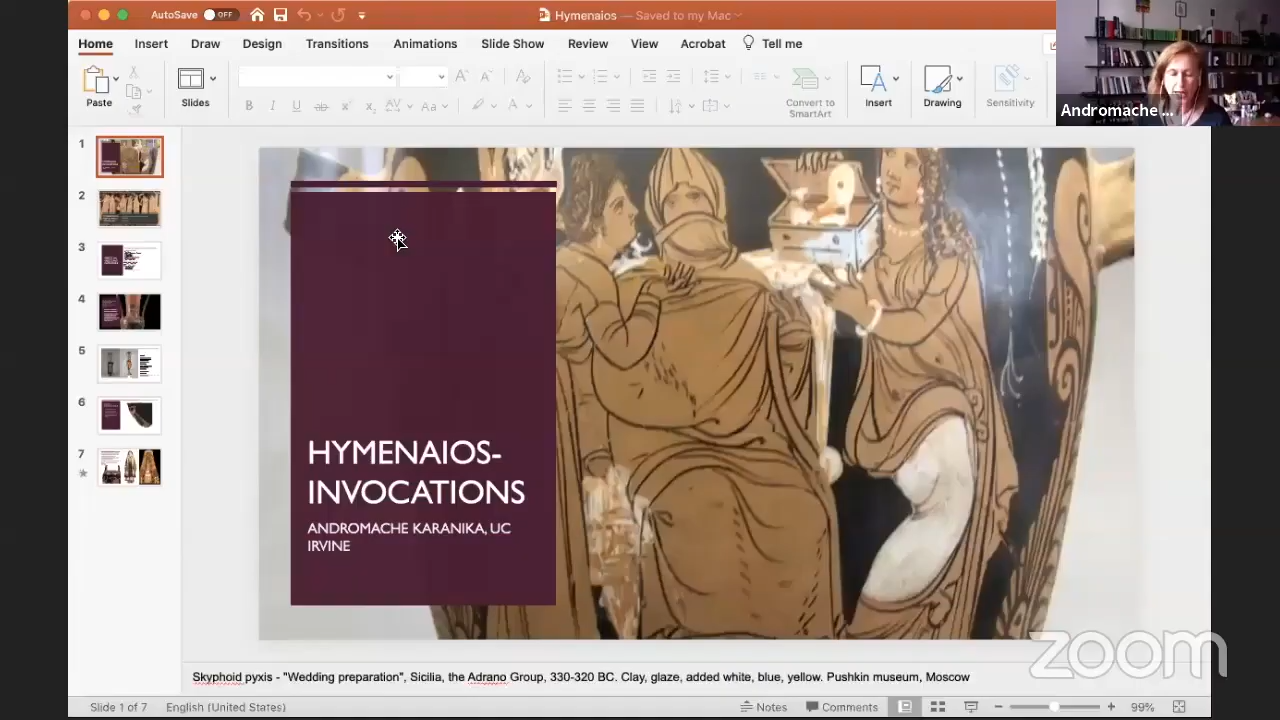 AutoSave OFF
Hymenaios — Saved to my Mac
Home Insert Draw Design Transitions Animations Slide Show Review View Acrobat Tell me
Paste
Slides
B I U
Aa
Convert to
SmartArt
Insert
Drawing
Sensitivity
Andromache ...
1
2
3
4
5
6
7
HYMENAIOS-
INVOCATIONS
ANDROMACHE KARANIKA, UC
IRVINE
zoom
Skyphoid pyxis - "Wedding preparation", Sicilia, the Adrano Group, 330-320 BC. Clay, glaze, added white, blue, yellow. Pushkin museum, Moscow
Slide 1 of 7 English (United States) Notes Comments 99%